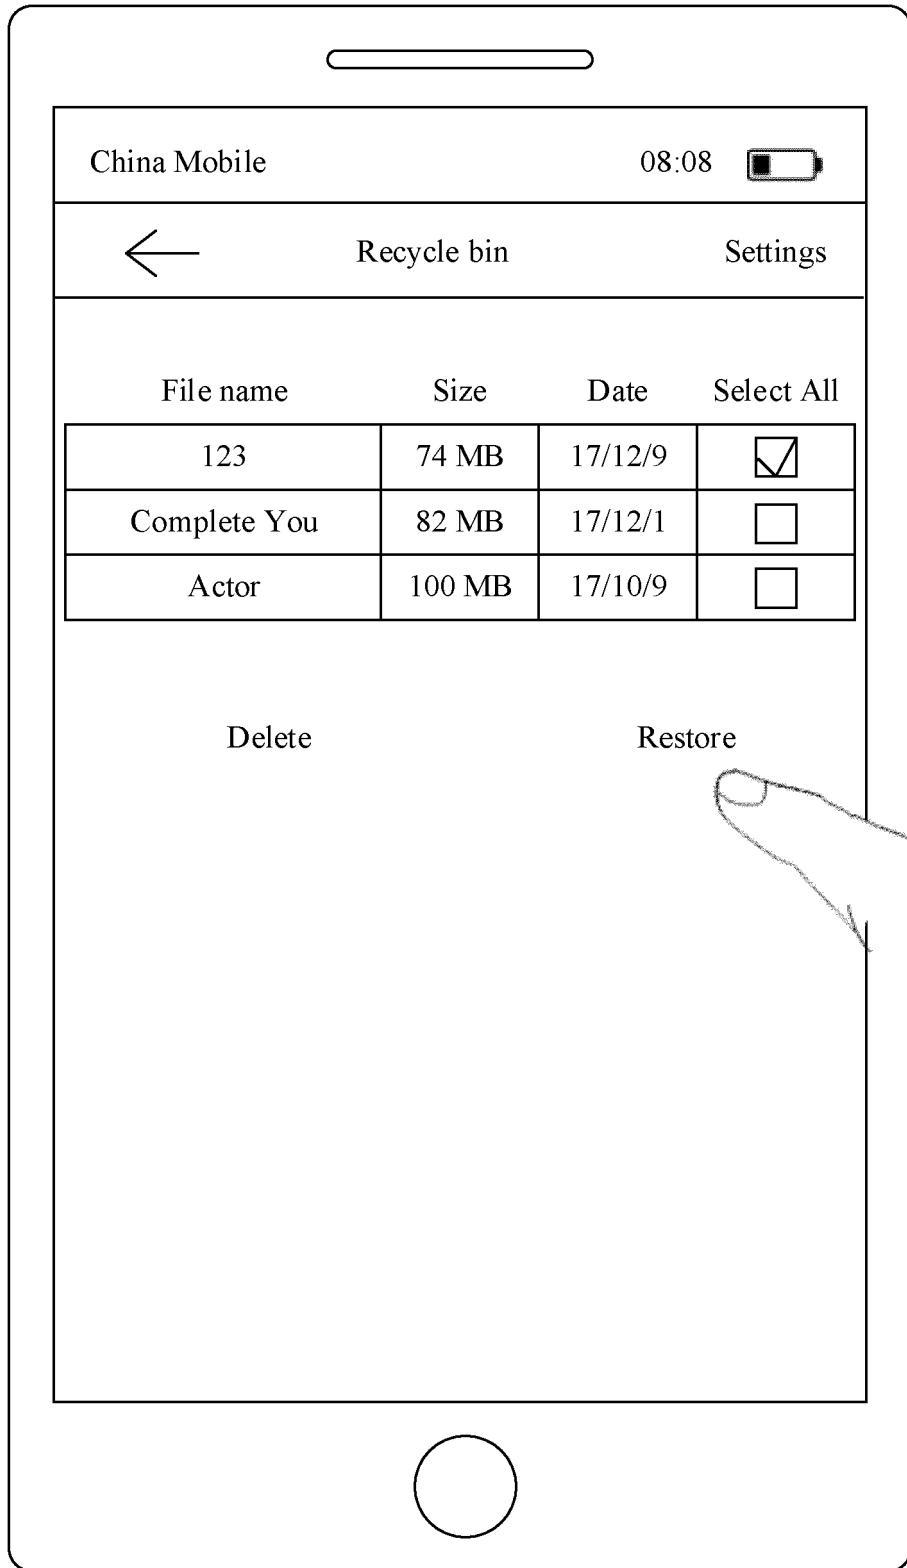 China Mobile 08:08
Recycle bin Settings
File name Size Date Select All
123 74 MB 17/12/9
Complete You 82 MB 17/12/1
Actor 100 MB 17/10/9
Delete Restore